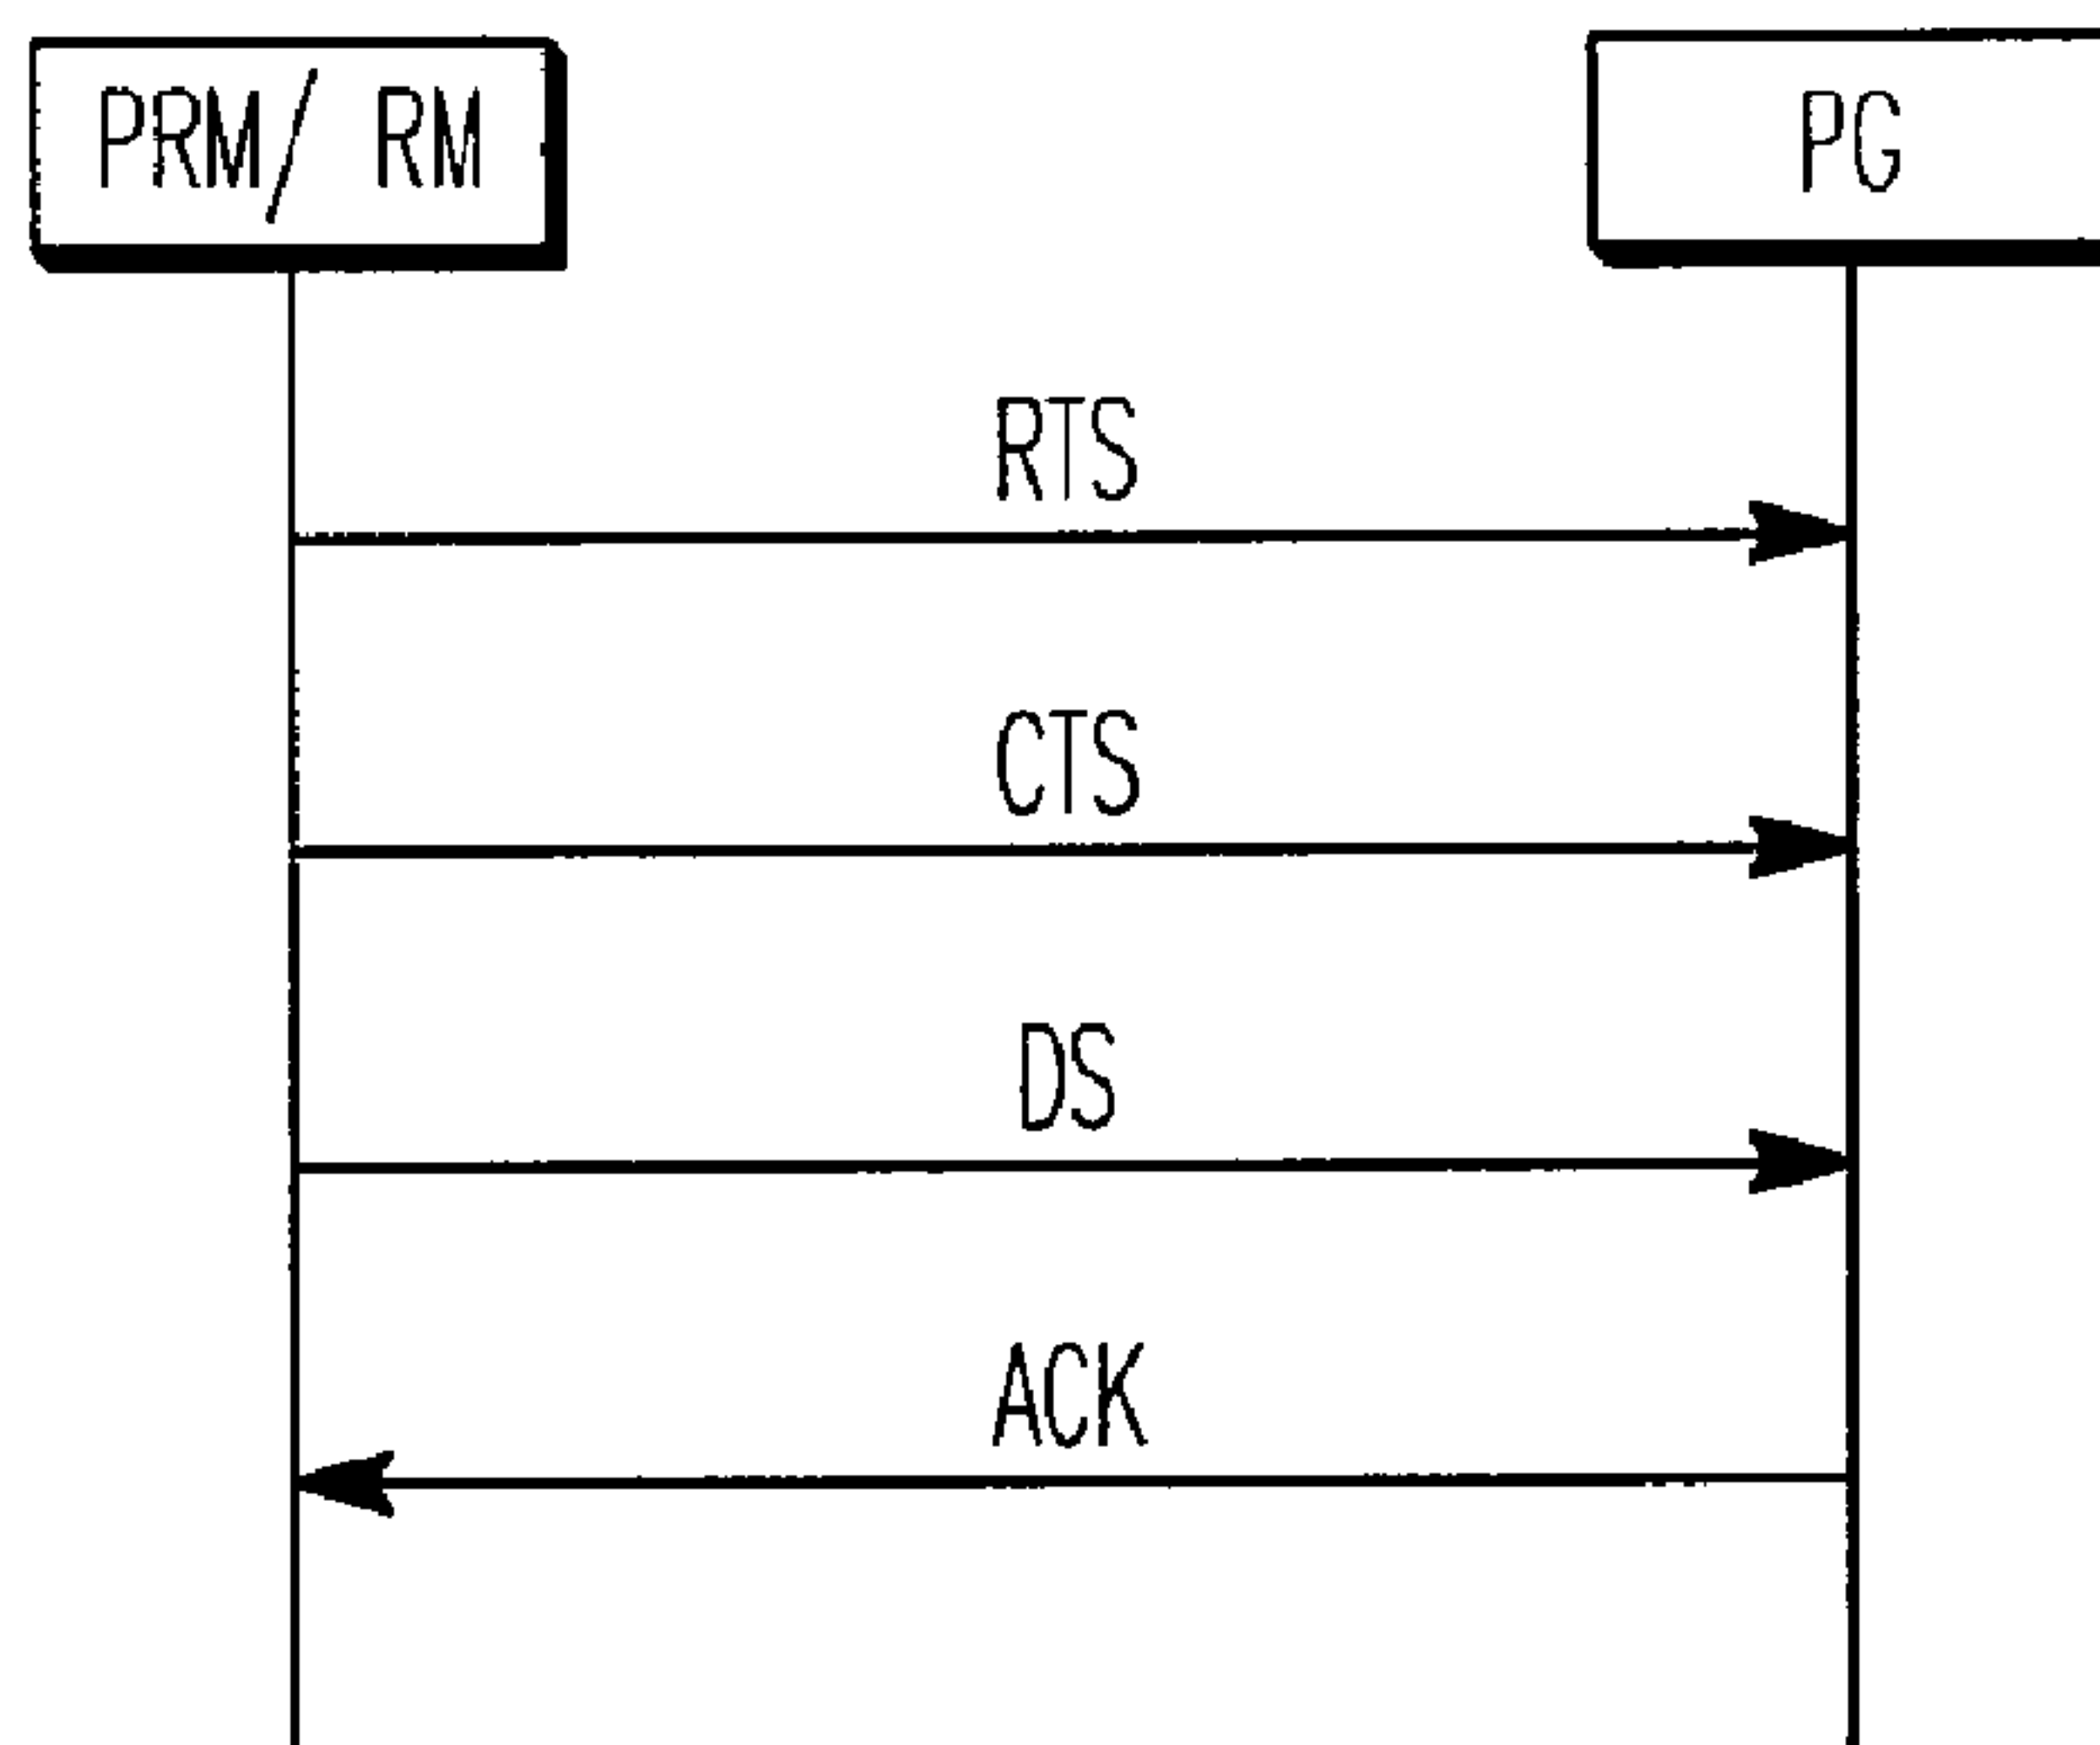 PRM/ RM
PG
RTS
CTS
DS
ACK